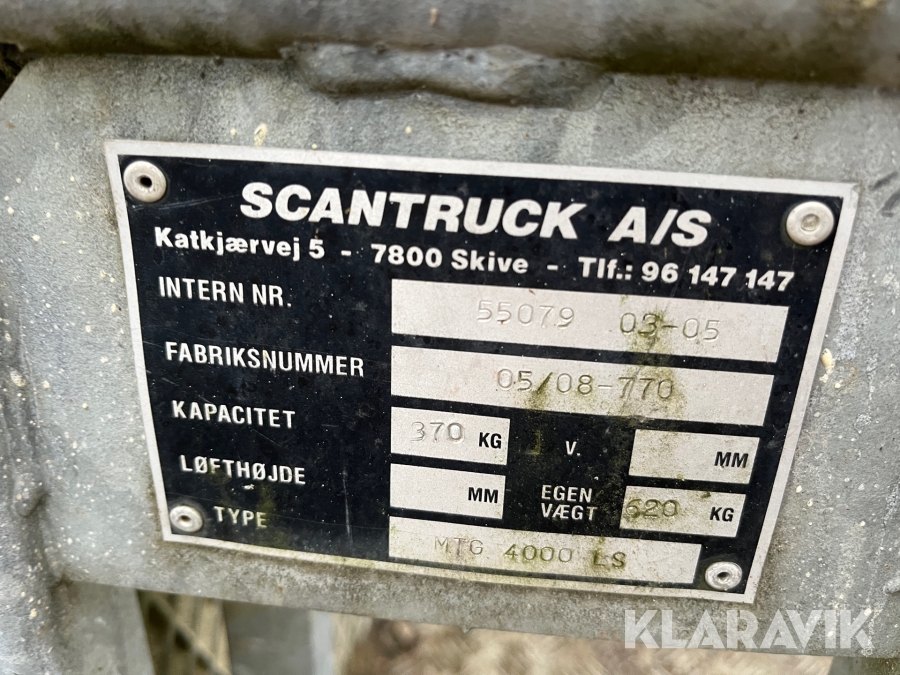 SCANTRUCK A/S
Katkjærvej 5 - 7800 Skive - Tlf.: 96 147 147
INTERN NR. 55079 03-05
FABRIKSNUMMER 05/08-770
KAPACITET 370 KG V. MM
LØFTHØJDE MM EGEN VÆGT 620 KG
TYPE MTG 4000 LS
KLARAVIK